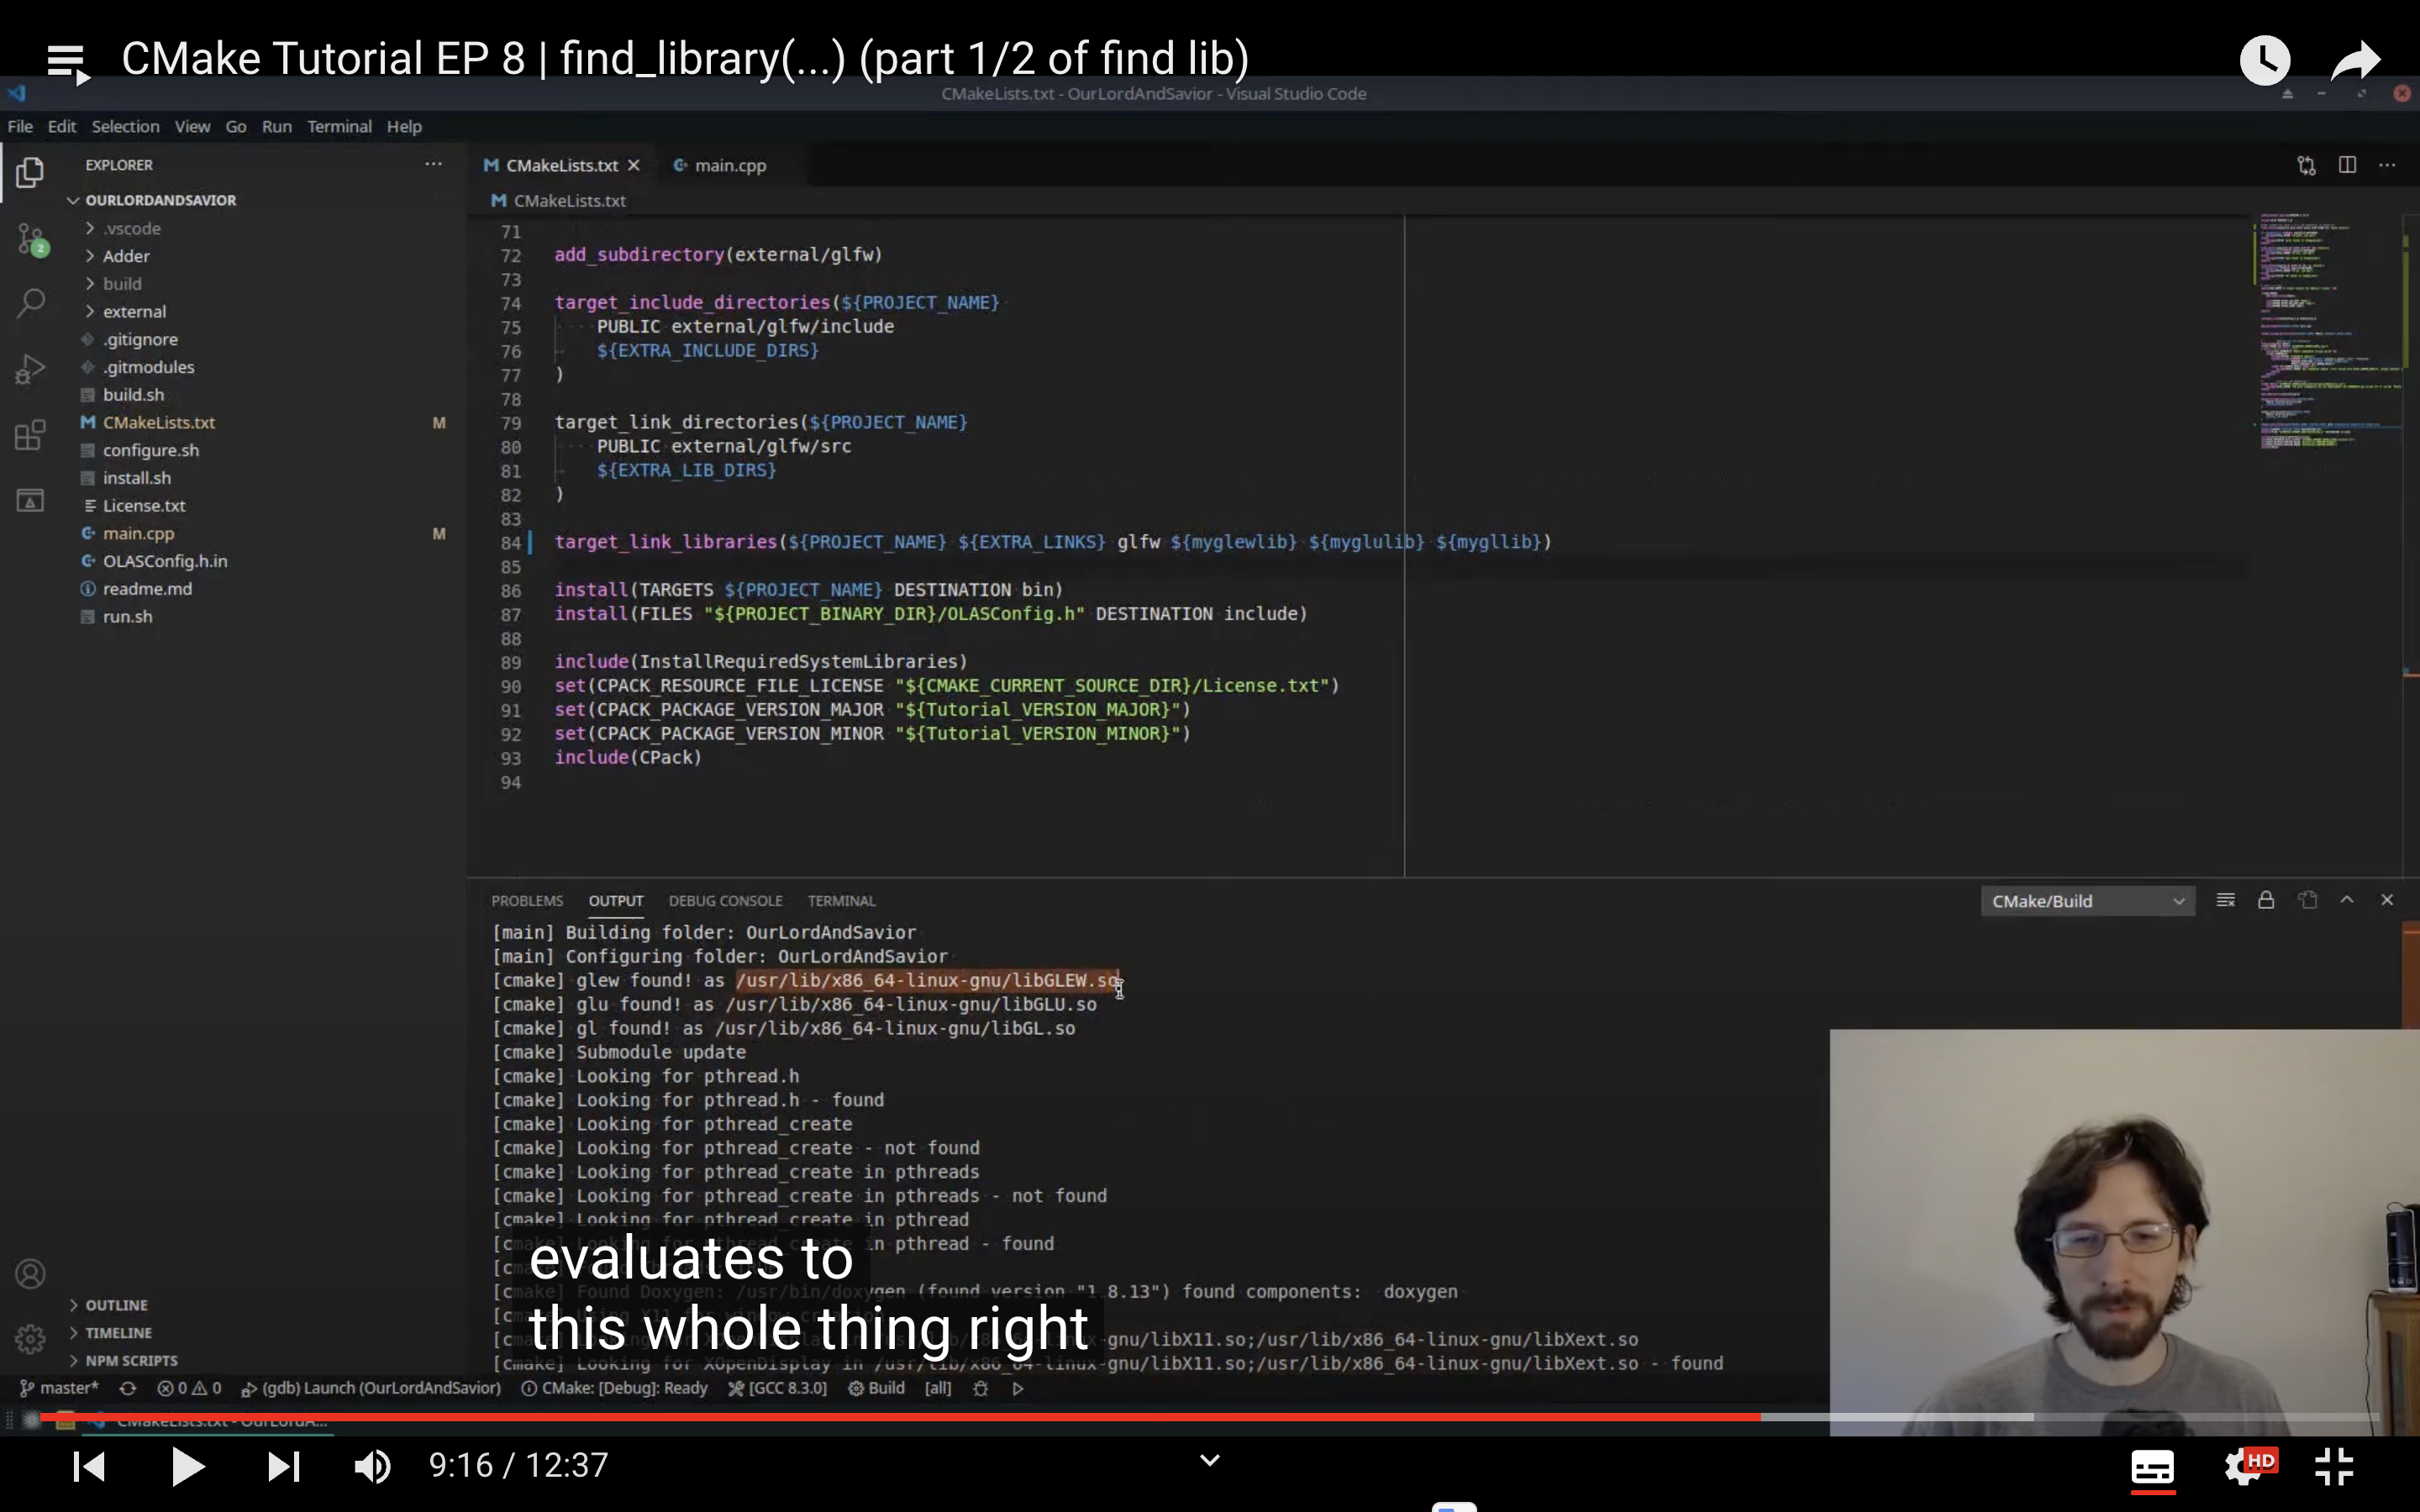 CMake Tutorial EP 8 | find_library(...) (part 1/2 of find lib)
CMakeLists.txt - OurLordAndSavior - Visual Studio Code
File Edit Selection View Go Run Terminal Help
EXPLORER
OURLORDANDSAVIOR
.vscode
Adder
build
external
.gitignore
.gitmodules
build.sh
CMakeLists.txt M
configure.sh
install.sh
License.txt
main.cpp M
OLASConfig.h.in
readme.md
run.sh
OUTLINE
TIMELINE
NPM SCRIPTS
2
CMakeLists.txt main.cpp
CMakeLists.txt
71
72 add_subdirectory(external/glfw)
73
74 target_include_directories(${PROJECT_NAME}
75 PUBLIC external/glfw/include
76 ${EXTRA_INCLUDE_DIRS}
77 )
78
79 target_link_directories(${PROJECT_NAME}
80 PUBLIC external/glfw/src
81 ${EXTRA_LIB_DIRS}
82 )
83
84 target_link_libraries(${PROJECT_NAME} ${EXTRA_LINKS} glfw ${myglewlib} ${myglulib} ${mygllib})
85
86 install(TARGETS ${PROJECT_NAME} DESTINATION bin)
87 install(FILES "${PROJECT_BINARY_DIR}/OLASConfig.h" DESTINATION include)
88
89 include(InstallRequiredSystemLibraries)
90 set(CPACK_RESOURCE_FILE_LICENSE "${CMAKE_CURRENT_SOURCE_DIR}/License.txt")
91 set(CPACK_PACKAGE_VERSION_MAJOR "${Tutorial_VERSION_MAJOR}")
92 set(CPACK_PACKAGE_VERSION_MINOR "${Tutorial_VERSION_MINOR}")
93 include(CPack)
94
PROBLEMS OUTPUT DEBUG CONSOLE TERMINAL
CMake/Build
[main] Building folder: OurLordAndSavior
[main] Configuring folder: OurLordAndSavior
[cmake] glew found! as /usr/lib/x86_64-linux-gnu/libGLEW.so
[cmake] glu found! as /usr/lib/x86_64-linux-gnu/libGLU.so
[cmake] gl found! as /usr/lib/x86_64-linux-gnu/libGL.so
[cmake] Submodule update
[cmake] Looking for pthread.h
[cmake] Looking for pthread.h - found
[cmake] Looking for pthread_create
[cmake] Looking for pthread_create - not found
[cmake] Looking for pthread_create in pthreads
[cmake] Looking for pthread_create in pthreads - not found
[cmake] Looking for pthread_create in pthread
[cmake] Looking for pthread_create in pthread - found
[cmake] Found Doxygen: /usr/bin/doxygen (found version "1.8.13") found components: doxygen
-gnu/libX11.so;/usr/lib/x86_64-linux-gnu/libXext.so
[cmake] Looking for XOpenDisplay in /usr/lib/x86_64-linux-gnu/libX11.so;/usr/lib/x86_64-linux-gnu/libXext.so - found
evaluates to
this whole thing right
master* 0 0 (gdb) Launch (OurLordAndSavior) CMake: [Debug]: Ready [GCC 8.3.0] Build [all]
CMakeLists.txt - OurLordA...
9:16 / 12:37
HD